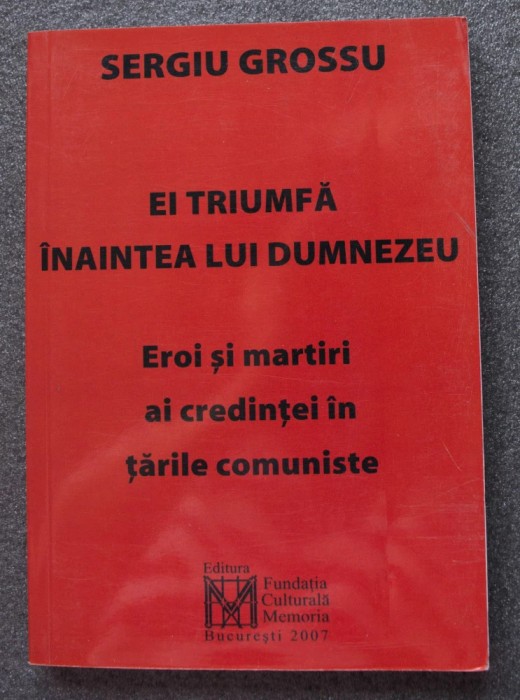 SERGIU GROSSU
EI TRIUMFĂ
ÎNAINTEA LUI DUMNEZEU
Eroi și martiri
ai credinței în
țările comuniste
Editura
Fundația
Culturală
Memoria
București 2007